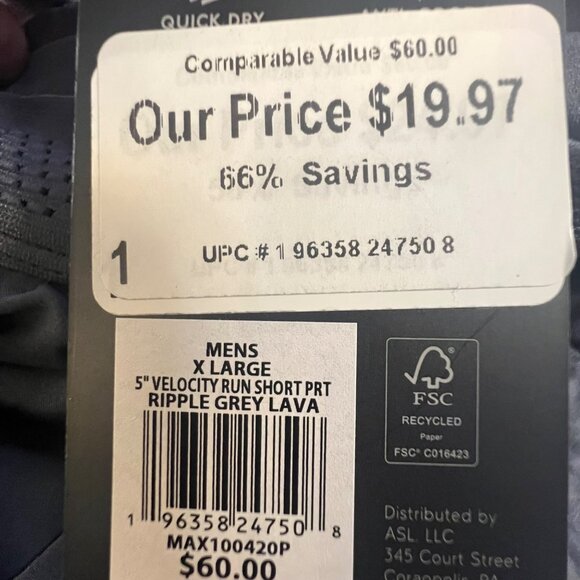 QUICK DRY
Comparable Value $60.00
Our Price $19.97
66% Savings
1
UPC # 1 96358 24750 8
MENS
X LARGE
5" VELOCITY RUN SHORT PRT
RIPPLE GREY LAVA
1 96358 24750 8
MAX100420P
$60.00
FSC
RECYCLED
Paper
FSC® C016423
Distributed by
ASL, LLC
345 Court Street